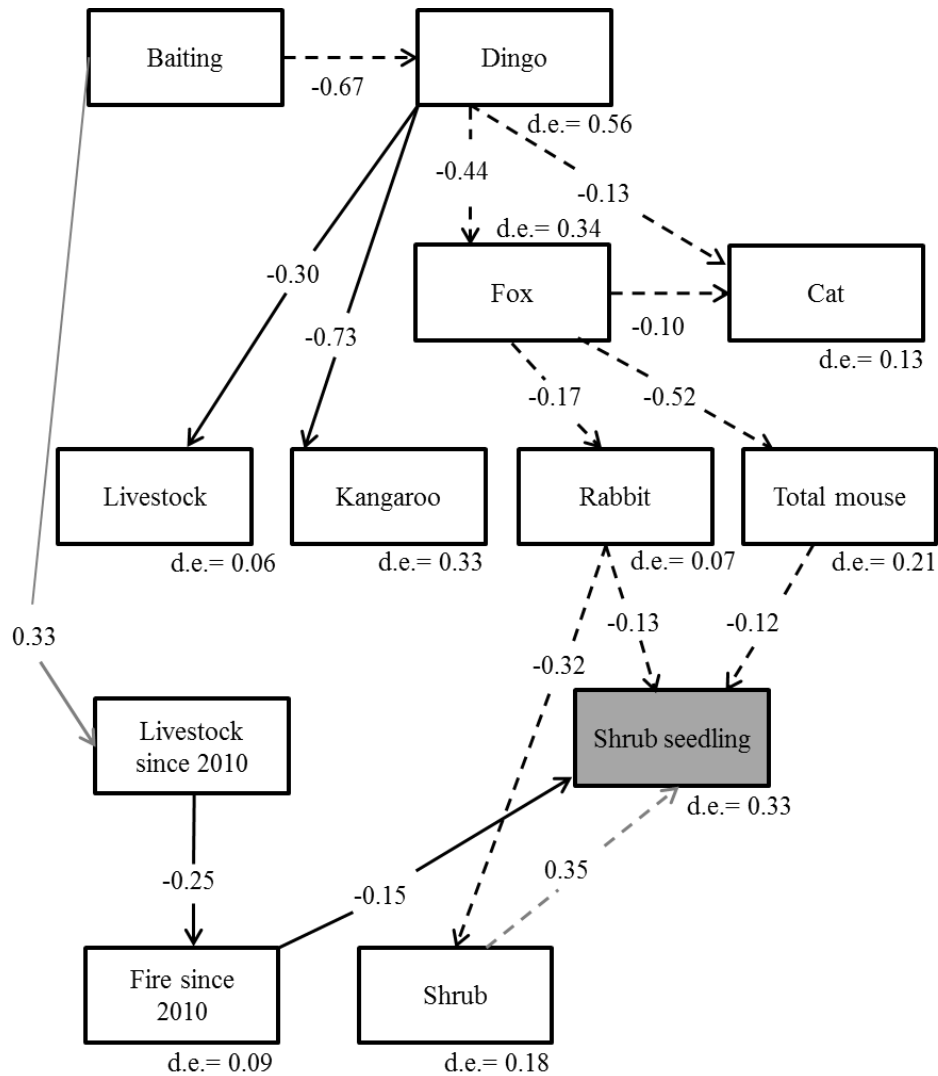 Baiting
Dingo
-0.67
d.e.= 0.56
-0.44
-0.13
d.e.= 0.34
-0.30
Fox
Cat
-0.10
-0.73
d.e.= 0.13
-0.17
-0.52
Livestock
Kangaroo
Rabbit
Total mouse
d.e.= 0.06
d.e.= 0.33
d.e.= 0.07
d.e.= 0.21
0.33
-0.13
-0.12
-0.32
Livestock
since 2010
Shrub seedling
d.e.= 0.33
-0.25
-0.15
0.35
Fire since
2010
Shrub
d.e.= 0.09
d.e.= 0.18